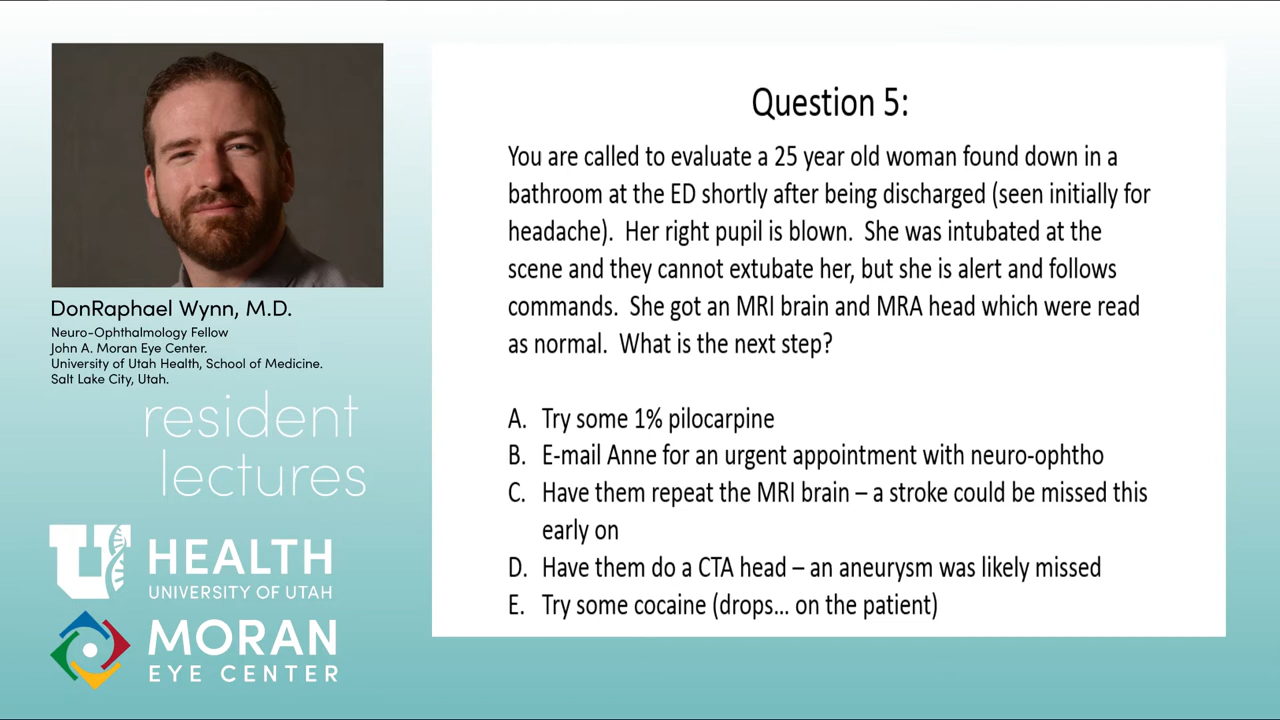 DonRaphael Wynn, M.D.
Neuro-Ophthalmology Fellow
John A. Moran Eye Center.
University of Utah Health, School of Medicine.
Salt Lake City, Utah.
resident
lectures
U HEALTH
UNIVERSITY OF UTAH
MORAN
EYE CENTER
Question 5:
You are called to evaluate a 25 year old woman found down in a
bathroom at the ED shortly after being discharged (seen initially for
headache). Her right pupil is blown. She was intubated at the
scene and they cannot extubate her, but she is alert and follows
commands. She got an MRI brain and MRA head which were read
as normal. What is the next step?
A. Try some 1% pilocarpine
B. E-mail Anne for an urgent appointment with neuro-ophtho
C. Have them repeat the MRI brain – a stroke could be missed this
early on
D. Have them do a CTA head – an aneurysm was likely missed
E. Try some cocaine (drops... on the patient)